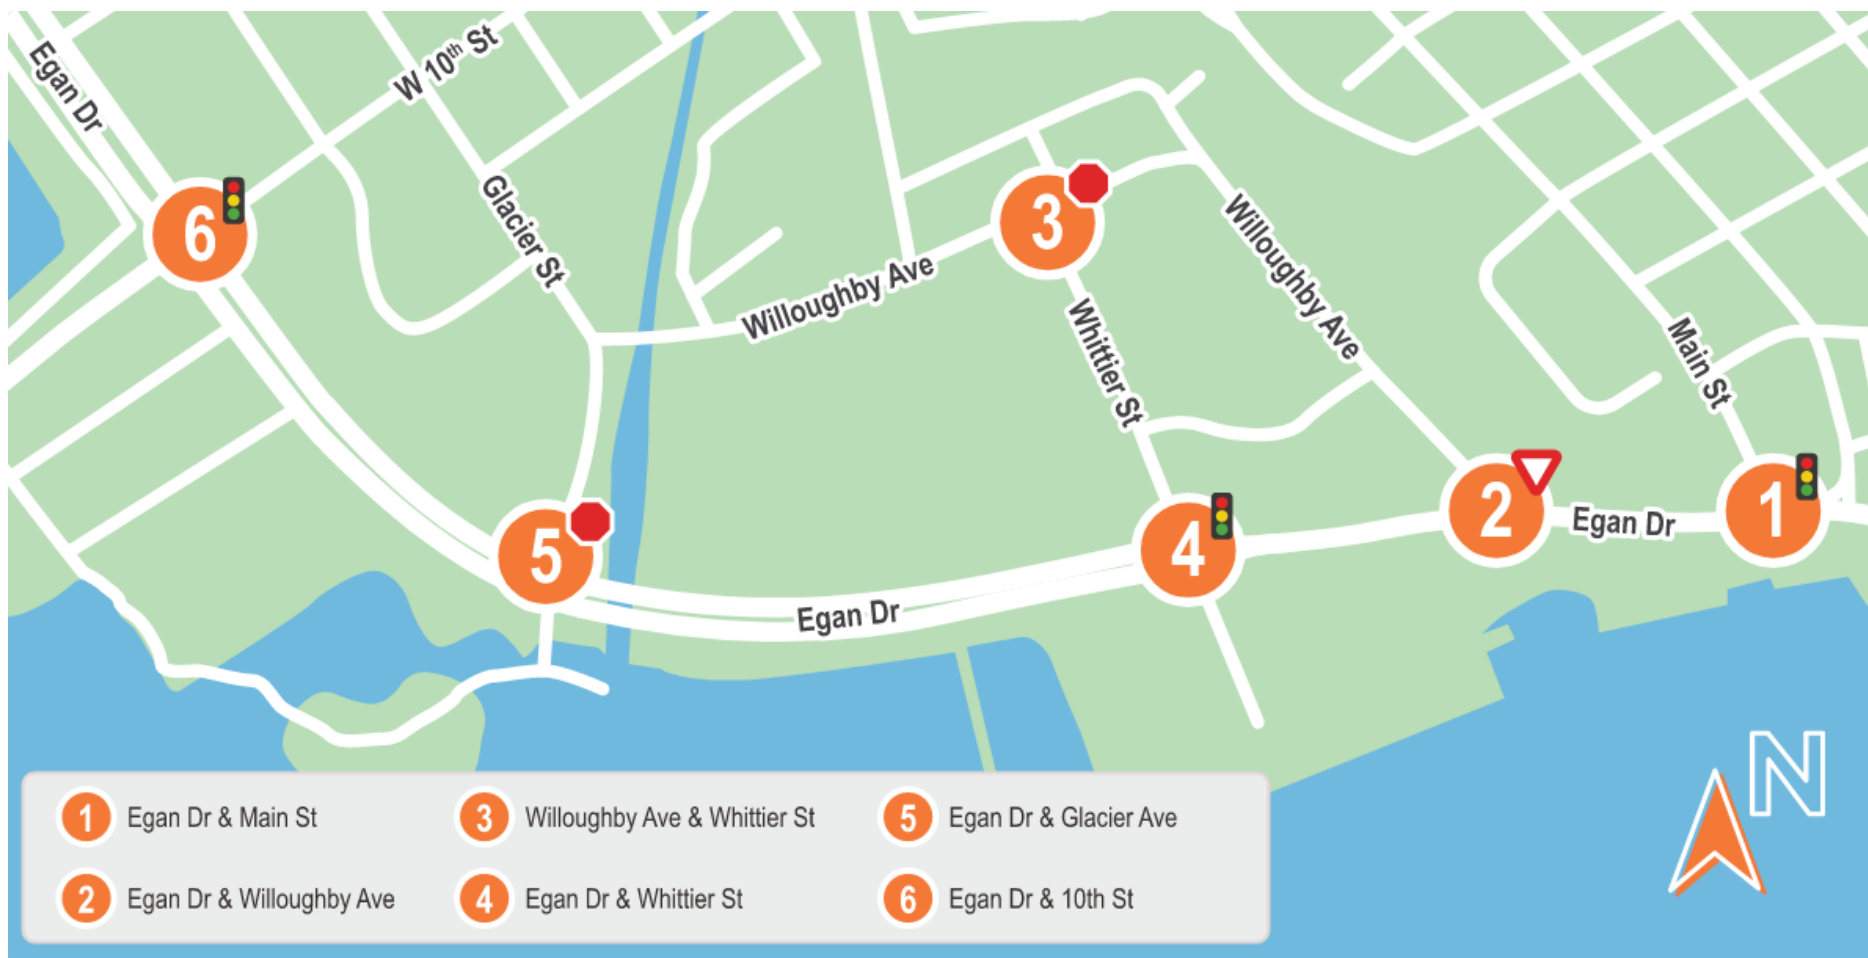 Egan Dr
W 10th St
6
Glacier St
3
Willoughby Ave
Willoughby Ave
Whittier St
Main St
5
4
2
Egan Dr
1
Egan Dr
N
1 Egan Dr & Main St
2 Egan Dr & Willoughby Ave
3 Willoughby Ave & Whittier St
4 Egan Dr & Whittier St
5 Egan Dr & Glacier Ave
6 Egan Dr & 10th St